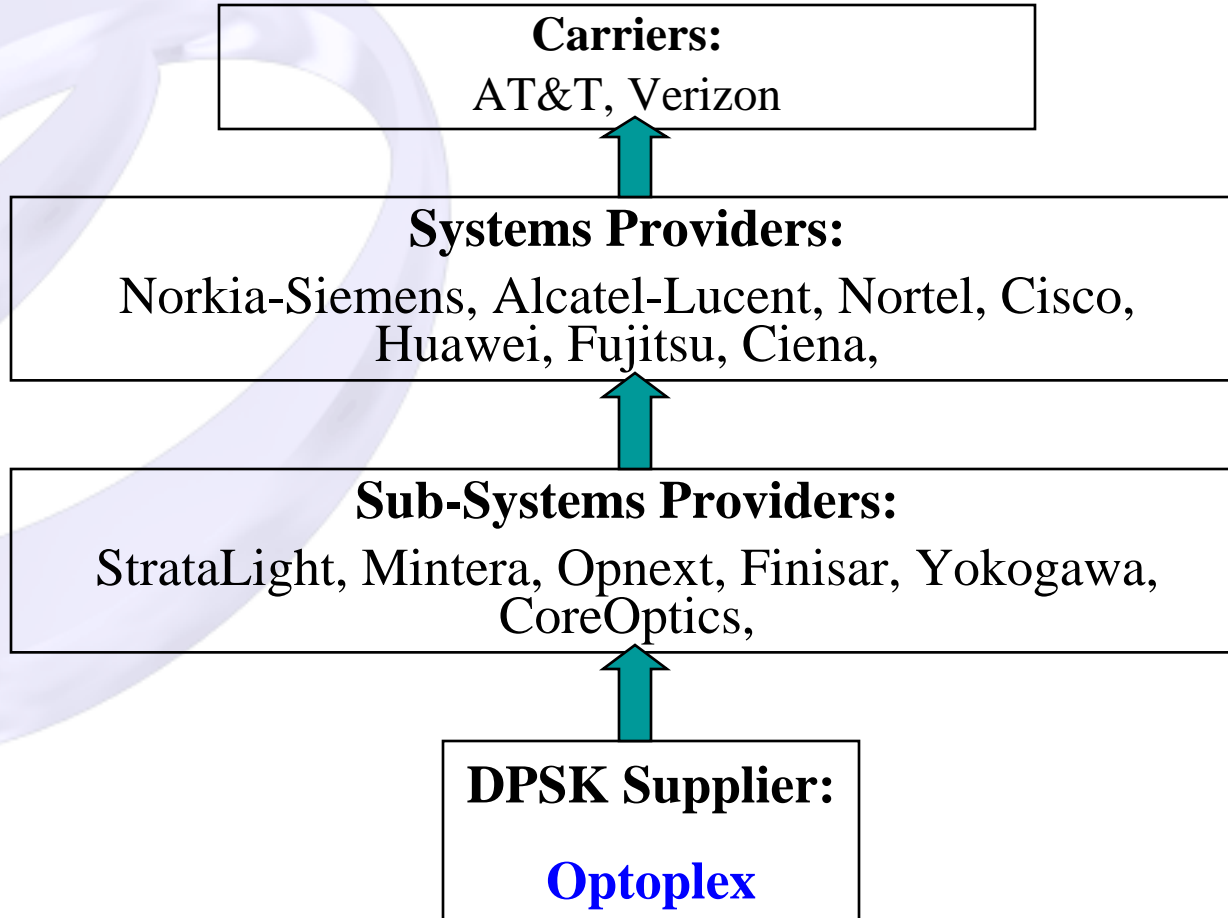 Carriers:
AT&T, Verizon
Systems Providers:
Norkia-Siemens, Alcatel-Lucent, Nortel, Cisco,
Huawei, Fujitsu, Ciena,
Sub-Systems Providers:
StrataLight, Mintera, Opnext, Finisar, Yokogawa,
CoreOptics,
DPSK Supplier:
Optoplex